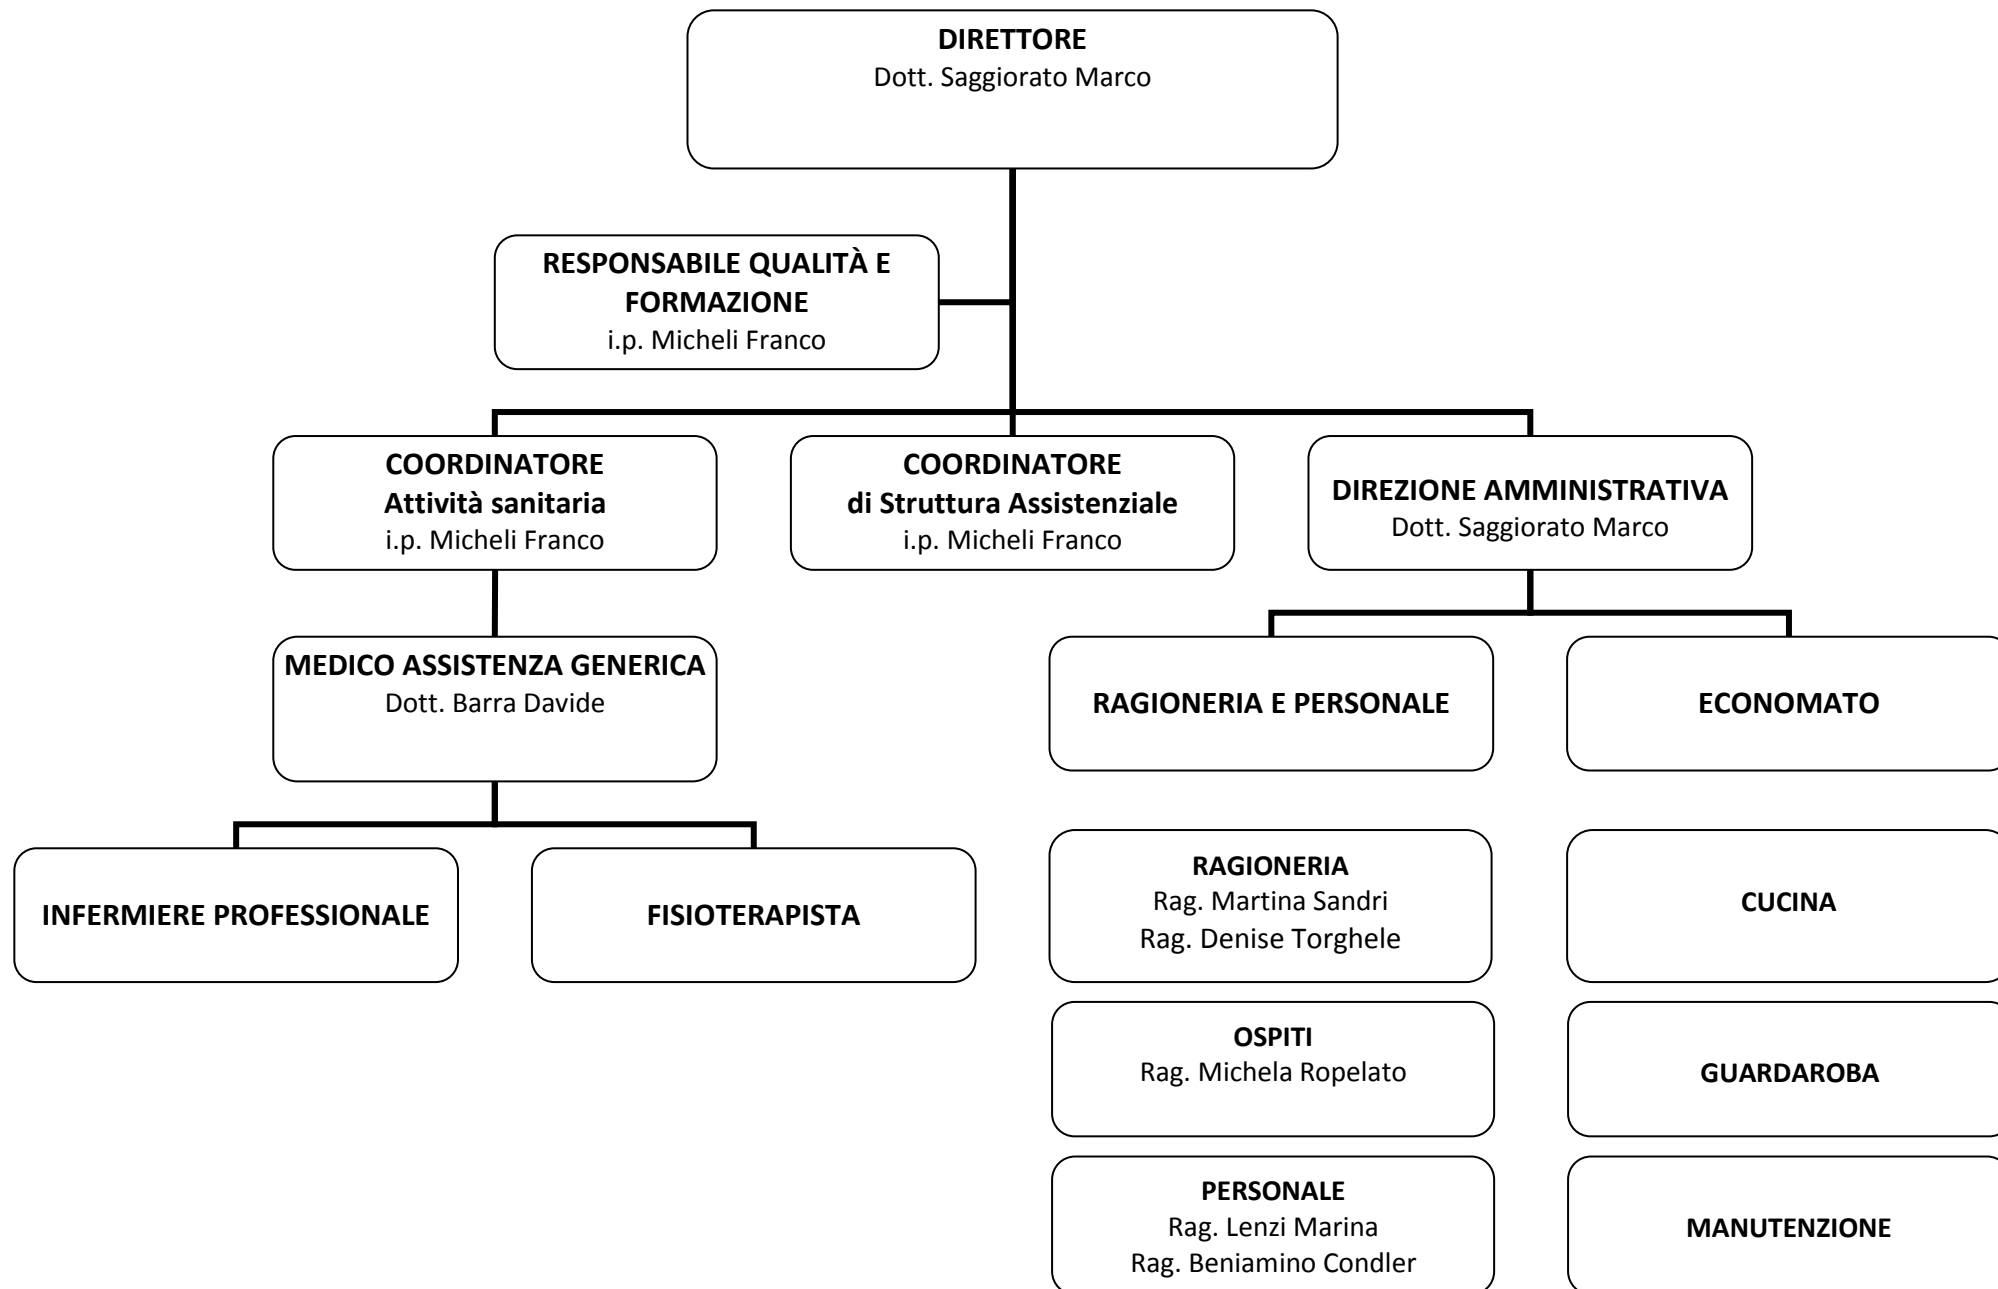 DIRETTORE
Dott. Saggiorato Marco
RESPONSABILE QUALITÀ E
FORMAZIONE
i.p. Micheli Franco
COORDINATORE
Attività sanitaria
i.p. Micheli Franco
COORDINATORE
di Struttura Assistenziale
i.p. Micheli Franco
DIREZIONE AMMINISTRATIVA
Dott. Saggiorato Marco
MEDICO ASSISTENZA GENERICA
Dott. Barra Davide
RAGIONERIA E PERSONALE
ECONOMATO
INFERMIERE PROFESSIONALE
FISIOTERAPISTA
RAGIONERIA
Rag. Martina Sandri
Rag. Denise Torghele
CUCINA
OSPITI
Rag. Michela Ropelato
GUARDAROBA
PERSONALE
Rag. Lenzi Marina
Rag. Beniamino Condler
MANUTENZIONE